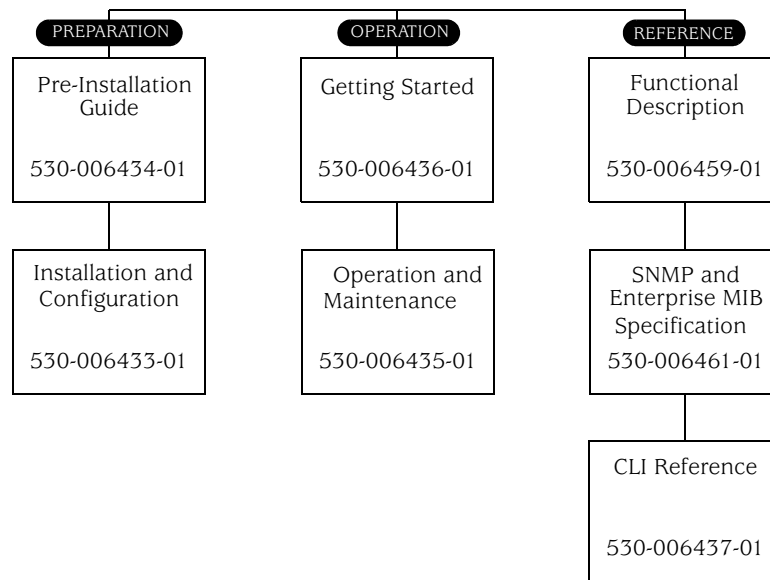 PREPARATION
Pre-Installation
Guide
530-006434-01
Installation and
Configuration
530-006433-01
OPERATION
Getting Started
530-006436-01
Operation and
Maintenance
530-006435-01
REFERENCE
Functional
Description
530-006459-01
SNMP and
Enterprise MIB
Specification
530-006461-01
CLI Reference
530-006437-01